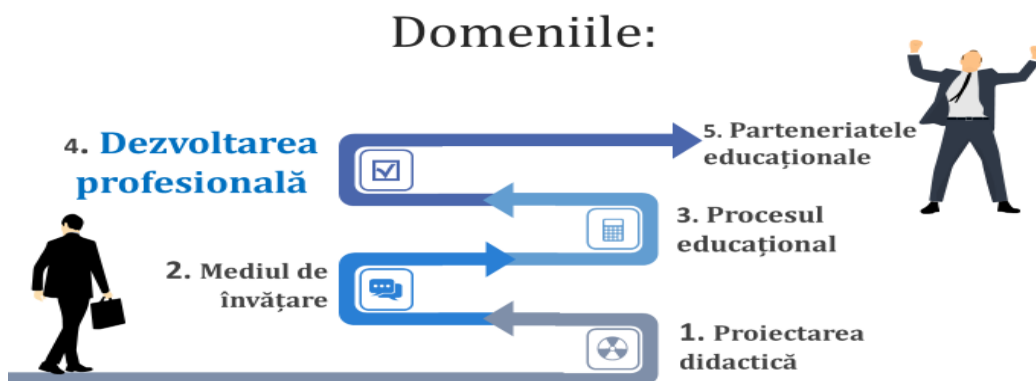 Domeniile:
4. Dezvoltarea
profesională
5. Parteneriatele
educaționale
3. Procesul
educațional
2. Mediul de
învățare
1. Proiectarea
didactică